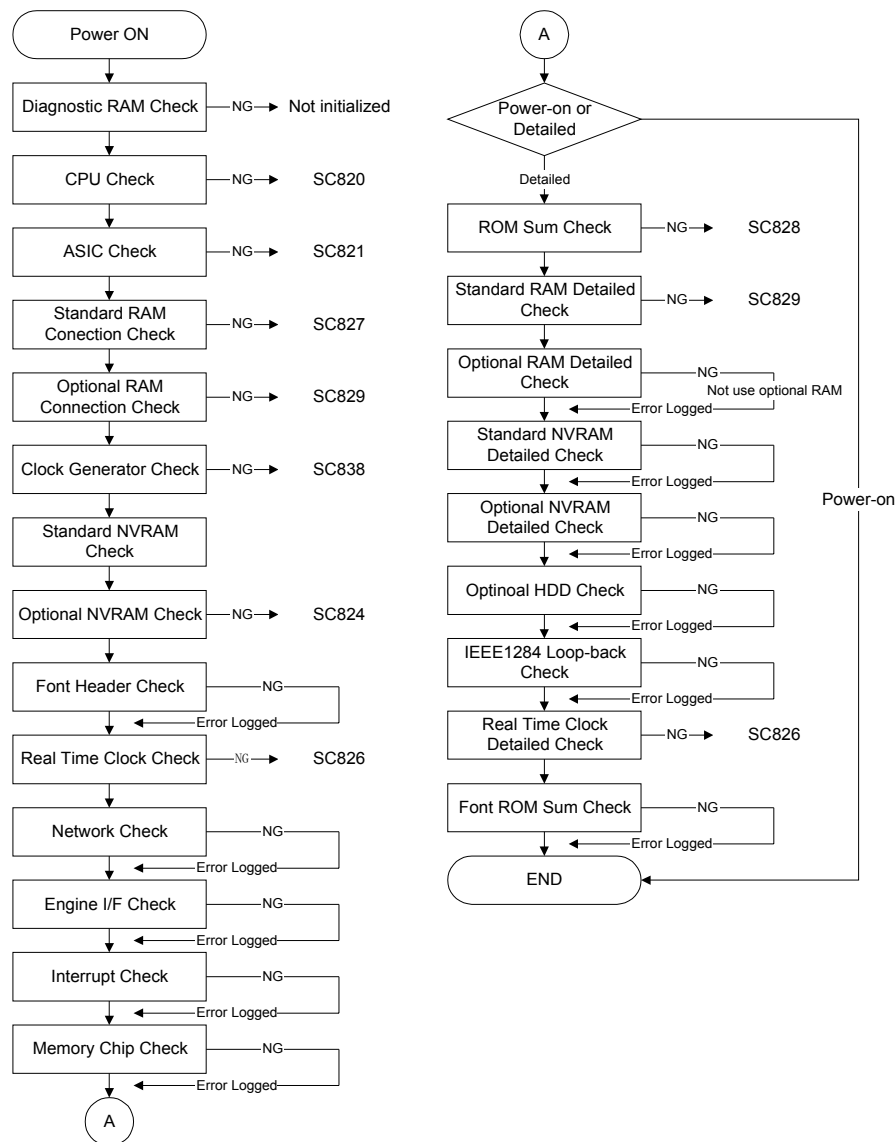 Power ON
Diagnostic RAM Check
NG
Not initialized
CPU Check
NG
SC820
ASIC Check
NG
SC821
Standard RAM
Conection Check
NG
SC827
Optional RAM
Connection Check
NG
SC829
Clock Generator Check
NG
SC838
Standard NVRAM
Check
Optional NVRAM Check
NG
SC824
Font Header Check
NG
Error Logged
Real Time Clock Check
NG
SC826
Network Check
NG
Error Logged
Engine I/F Check
NG
Error Logged
Interrupt Check
NG
Error Logged
Memory Chip Check
NG
Error Logged
A
A
Power-on or
Detailed
Detailed
ROM Sum Check
NG
SC828
Standard RAM Detailed
Check
NG
SC829
Optional RAM Detailed
Check
NG
Not use optional RAM
Error Logged
Standard NVRAM
Detailed Check
NG
Error Logged
Optional NVRAM
Detailed Check
NG
Error Logged
Optinoal HDD Check
NG
Error Logged
IEEE1284 Loop-back
Check
NG
Error Logged
Real Time Clock
Detailed Check
NG
SC826
Font ROM Sum Check
NG
Error Logged
END
Power-on